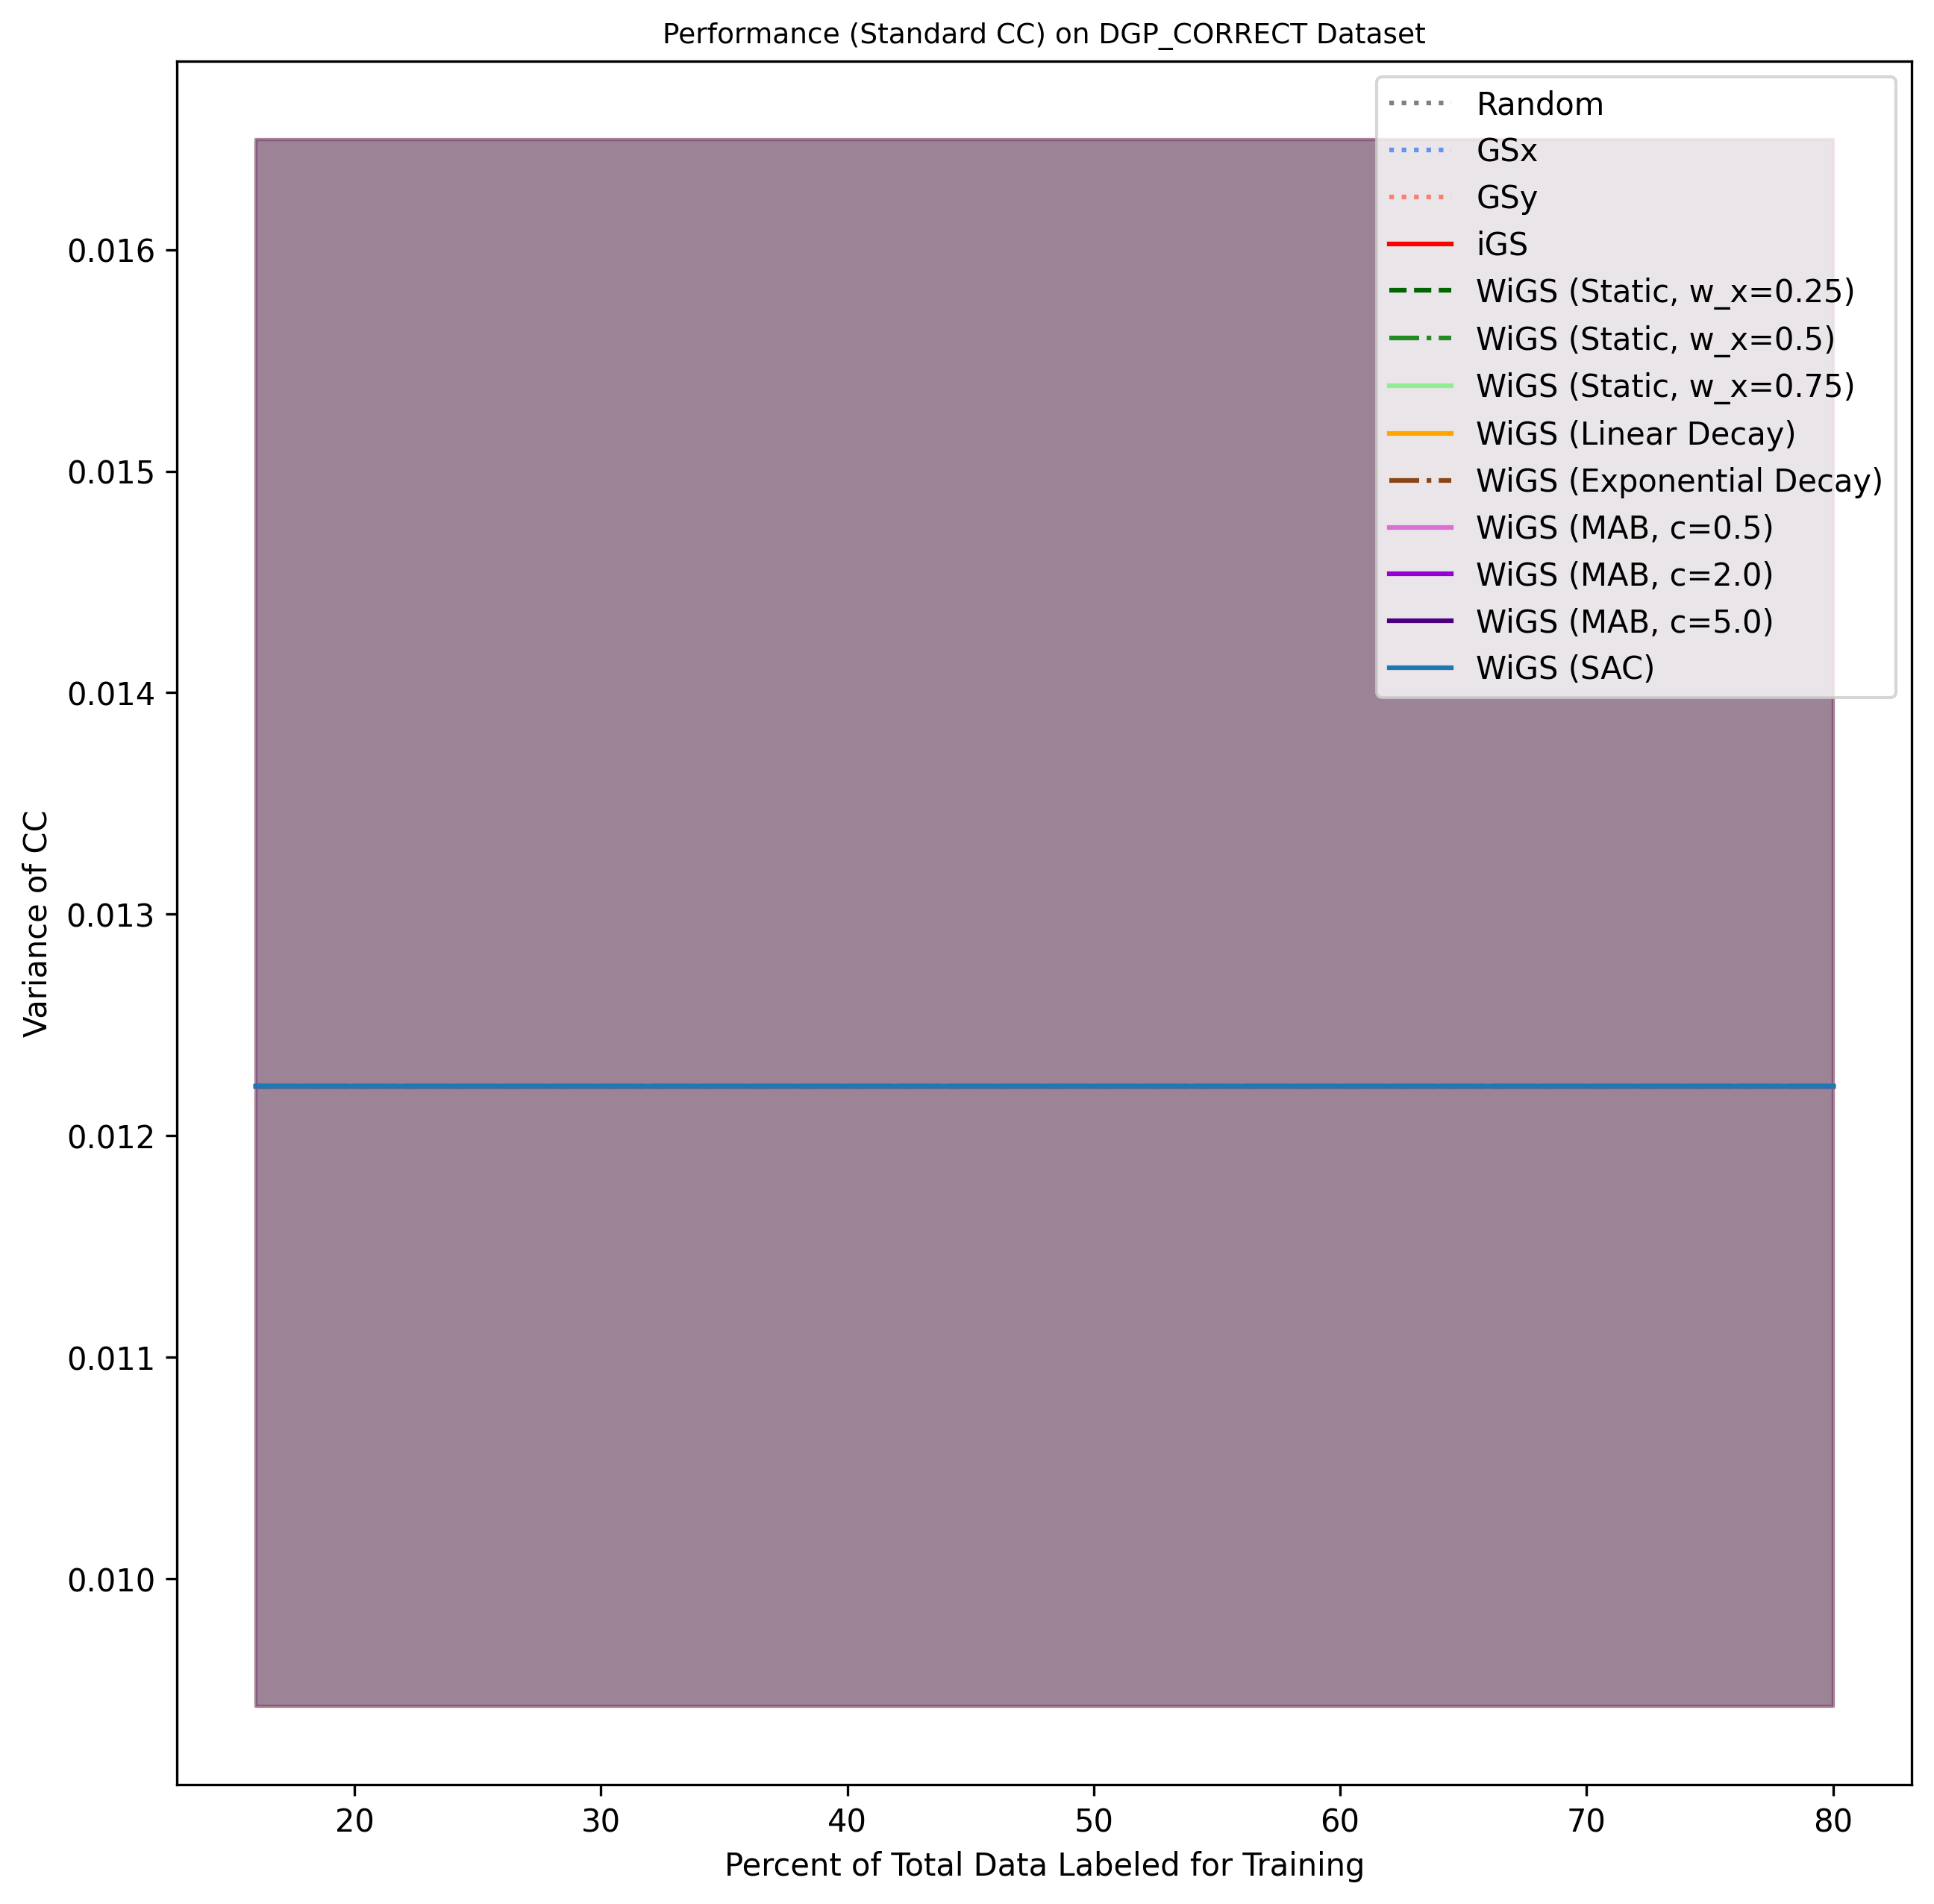 Performance (Standard CC) on DGP_CORRECT Dataset
Random
GSx
GSy
iGS
WiGS (Static, w_x=0.25)
WiGS (Static, w_x=0.5)
WiGS (Static, w_x=0.75)
WiGS (Linear Decay)
WiGS (Exponential Decay)
WiGS (MAB, c=0.5)
WiGS (MAB, c=2.0)
WiGS (MAB, c=5.0)
WiGS (SAC)
Variance of CC
0.016
0.015
0.014
0.013
0.012
0.011
0.010
20 30 40 50 60 70 80
Percent of Total Data Labeled for Training